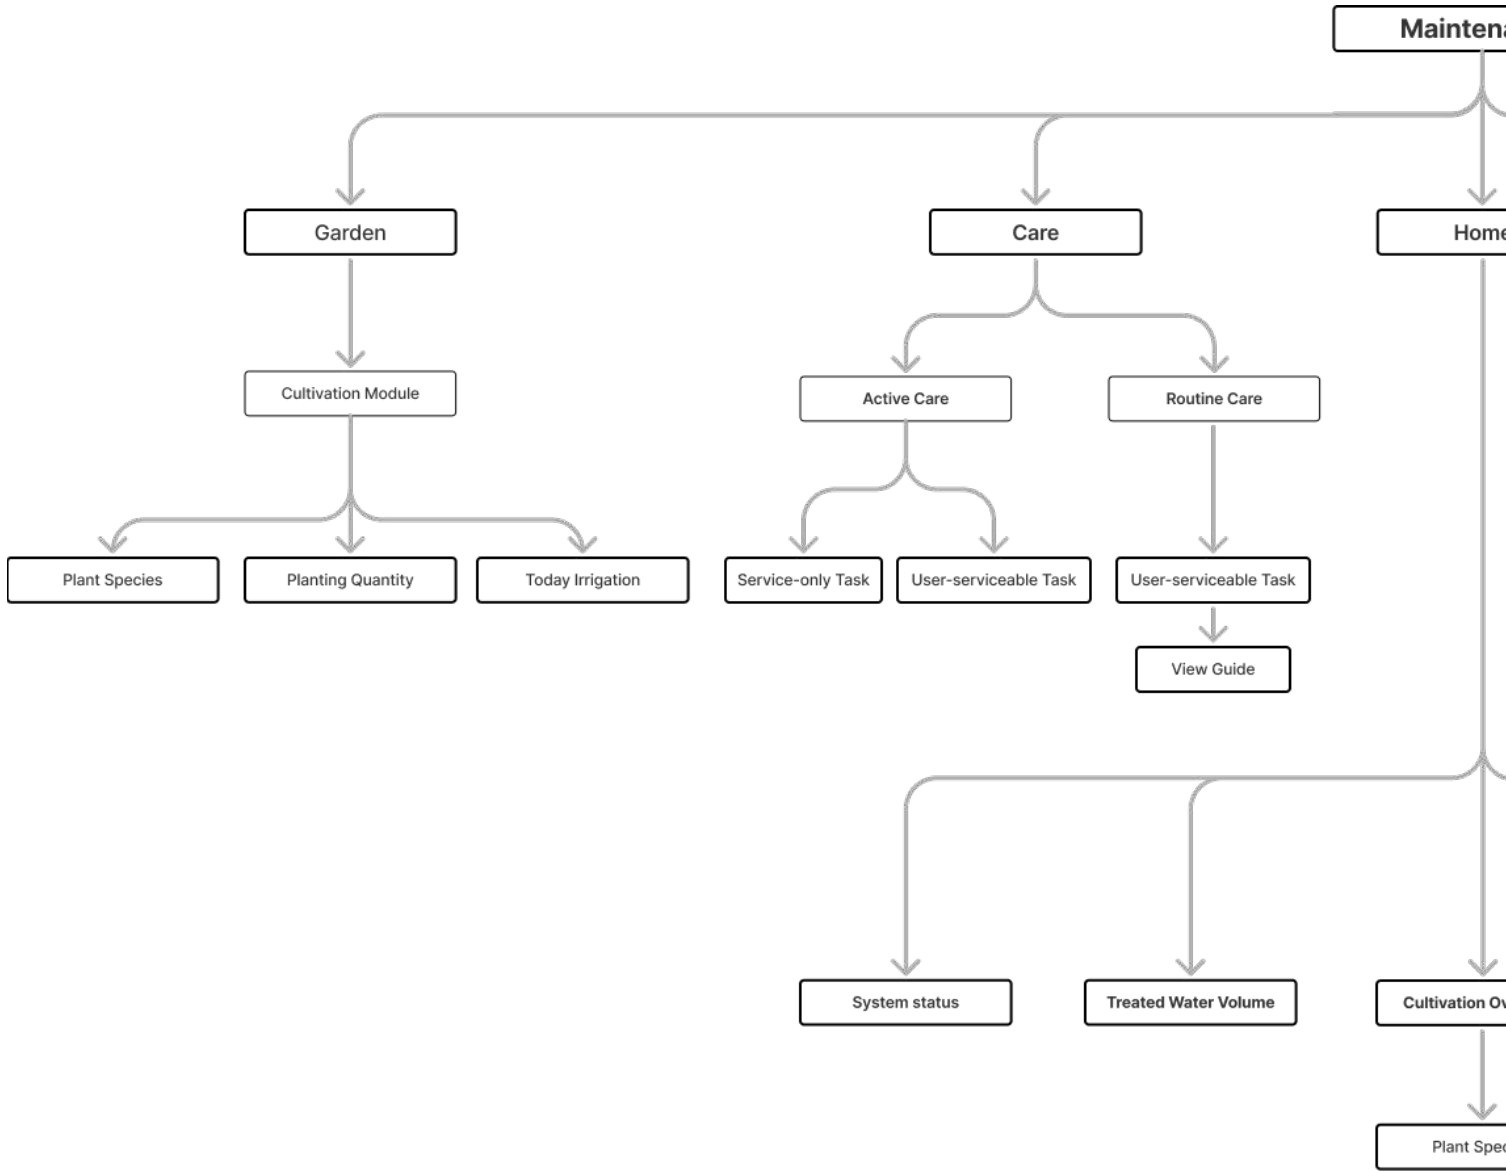 Maintena
Garden
Care
Home
Cultivation Module
Active Care
Routine Care
Plant Species
Planting Quantity
Today Irrigation
Service-only Task
User-serviceable Task
User-serviceable Task
View Guide
System status
Treated Water Volume
Cultivation Ov
Plant Spec